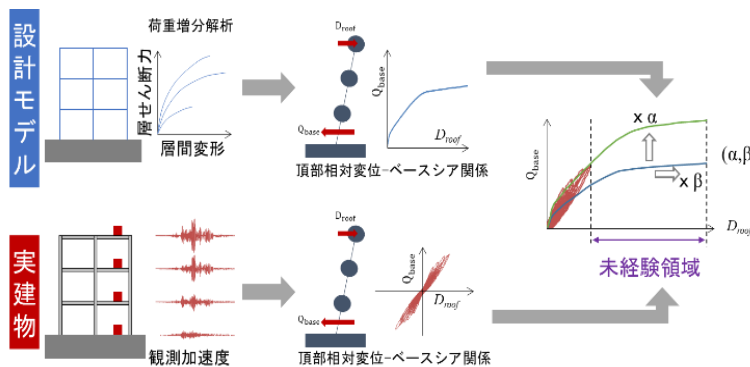 設計モデル
荷重増分解析
層せん断力
層間変形
Droof
Qbase
Qbase
Droof
頂部相対変位-ベースシア関係
x α
x β
(α,β
Qbase
Droof
未経験領域
実建物
観測加速度
Droof
Qbase
Qbase
Droof
頂部相対変位-ベースシア関係